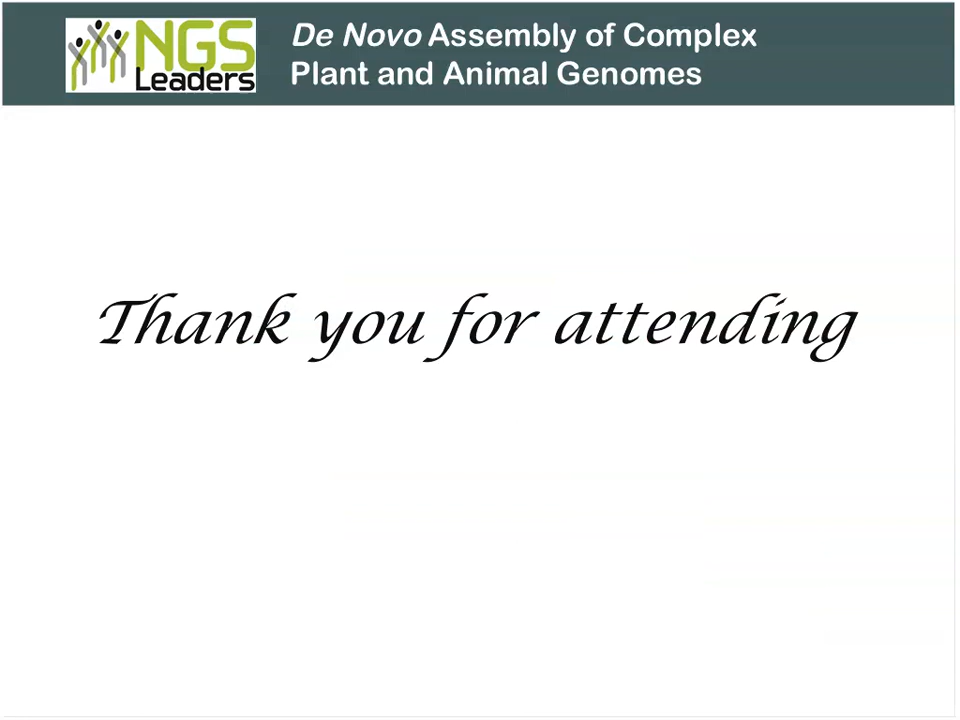 NGS
Leaders
De Novo Assembly of Complex
Plant and Animal Genomes
Thank you for attending